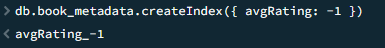 > db.book_metadata.createIndex({ avgRating: -1 })
< avgRating_-1